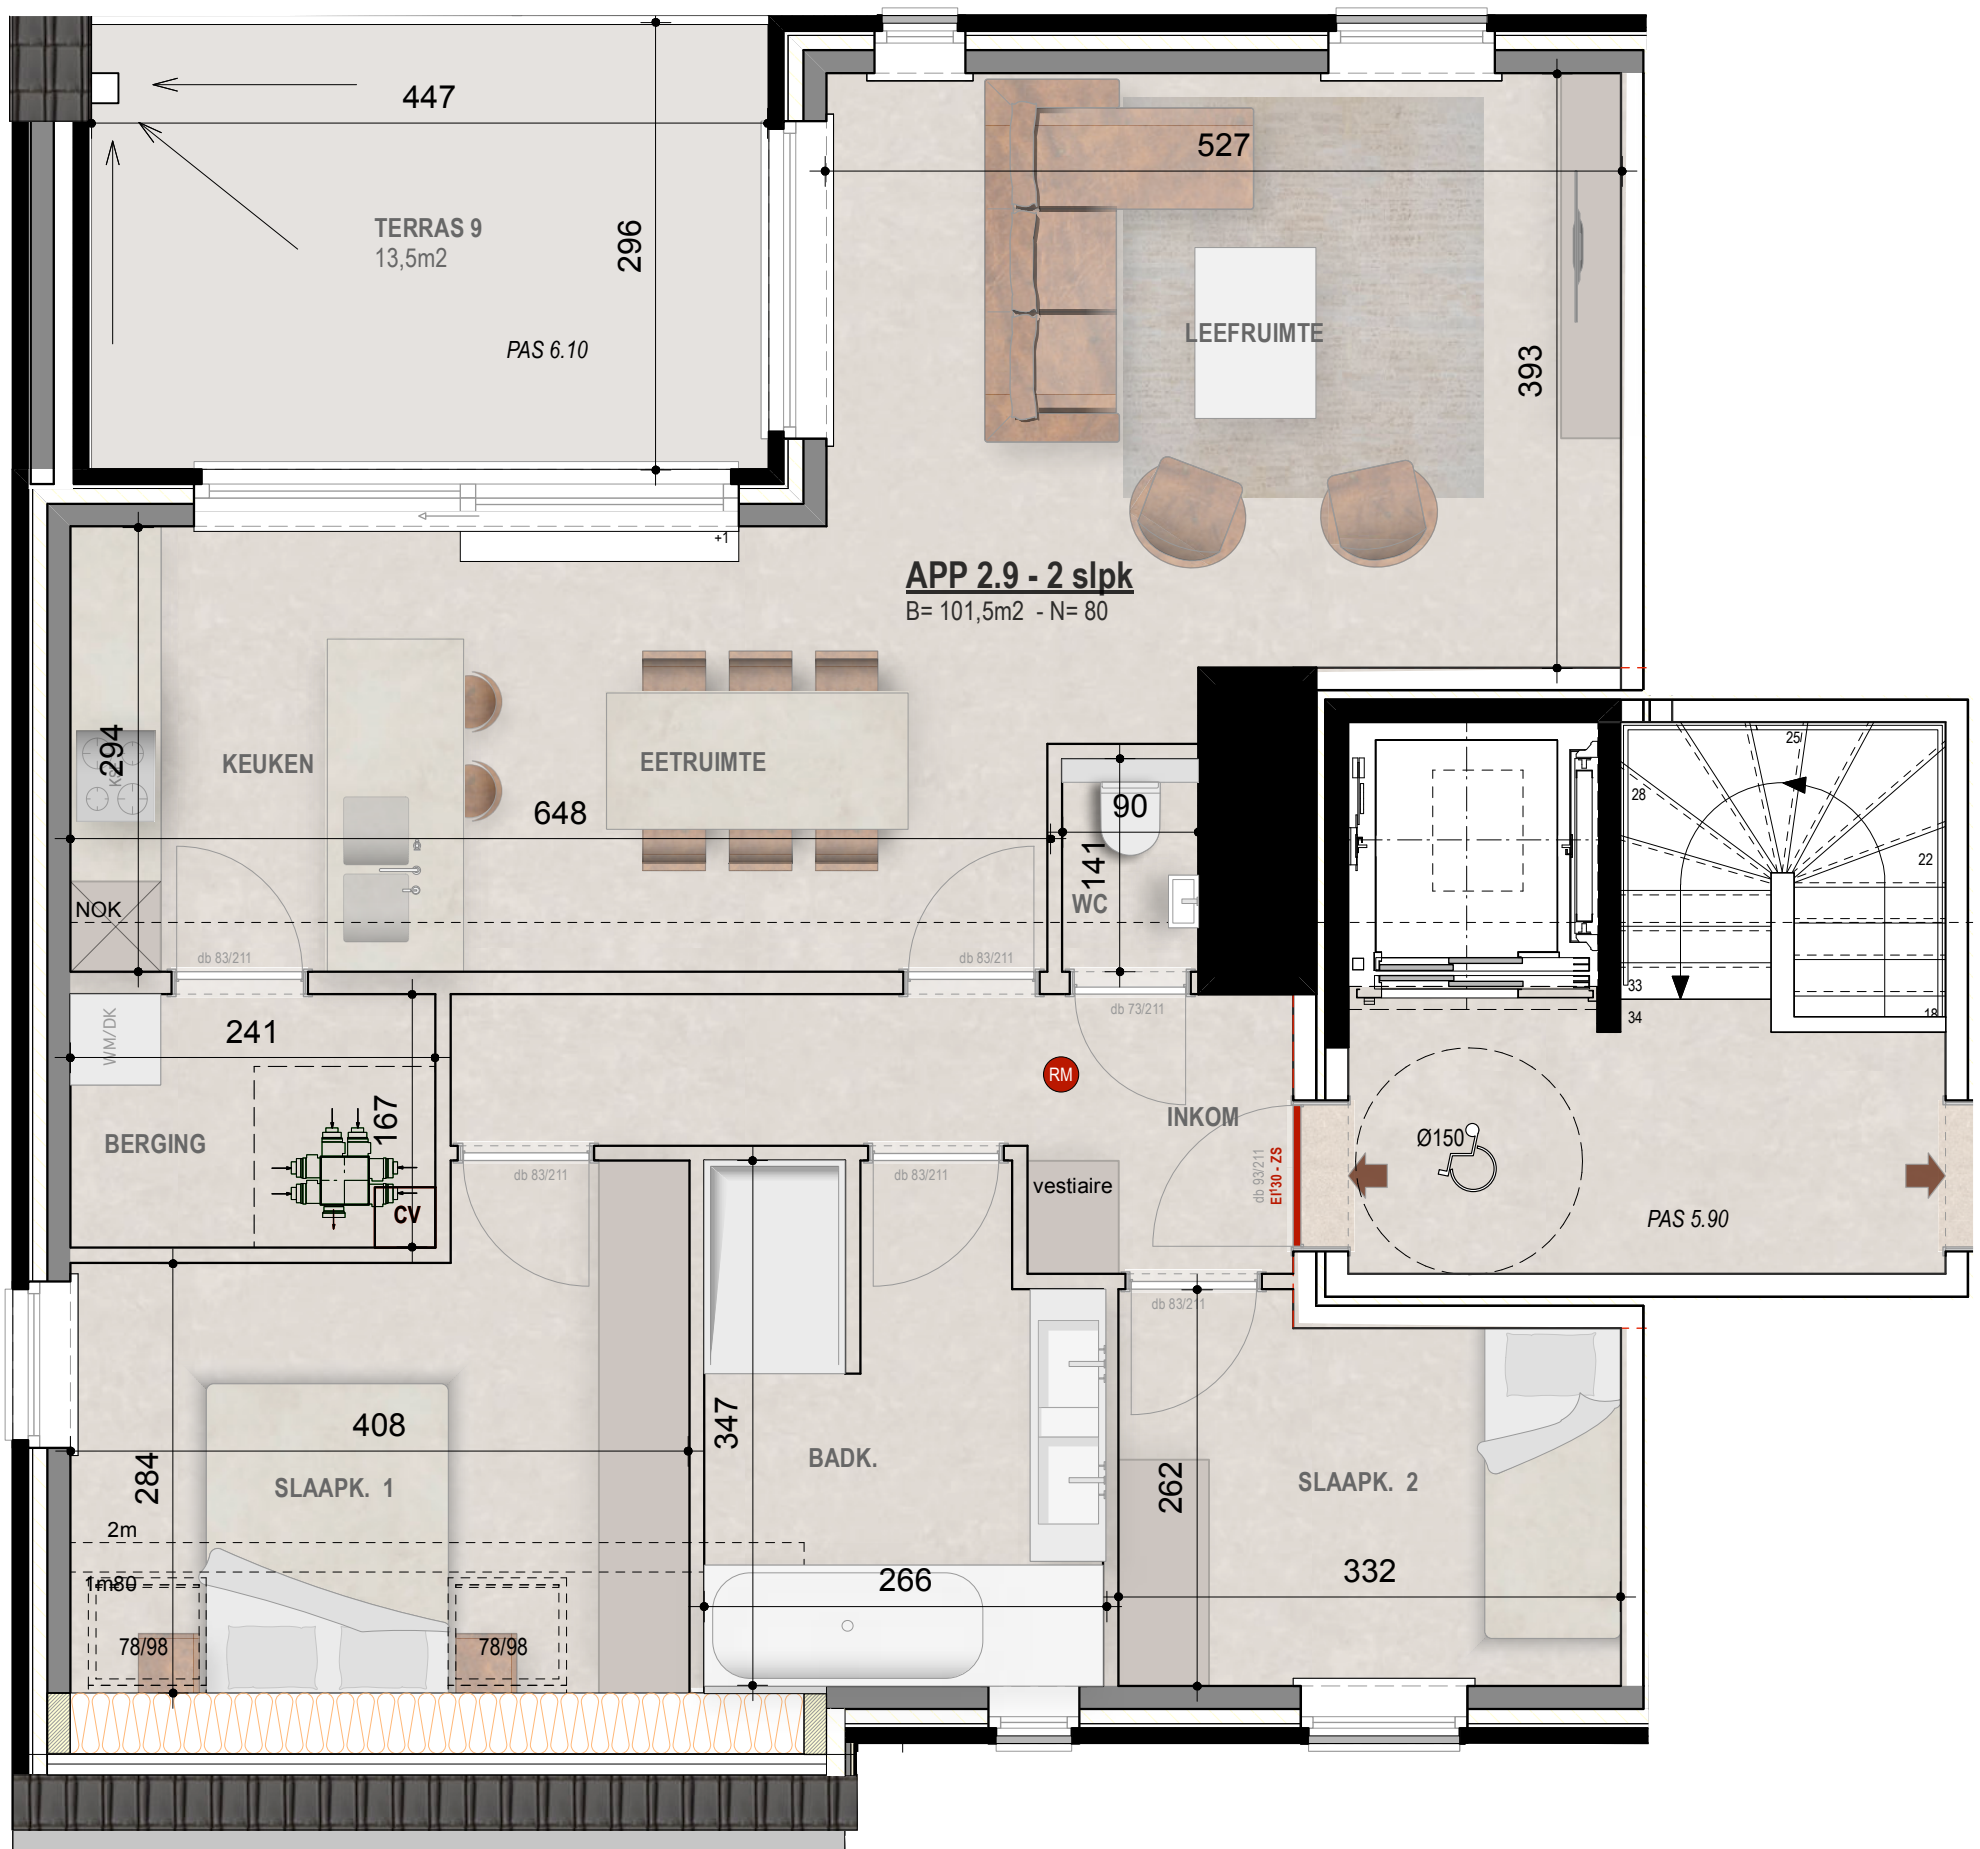 447
527
TERRAS 9
13,5m2
296
PAS 6.10
LEEFRUIMTE
393
+1
APP 2.9 - 2 slpk
B= 101,5m2 - N= 80
294
KEUKEN
EETRUIMTE
648
90
141
WC
NOK
db 83/211
db 83/211
db 73/211
25
28
22
33
34
18
WM/DK
241
167
BERGING
CV
RM
INKOM
db 93/211
EI¹30 - ZS
Ø150
PAS 5.90
db 83/211
db 83/211
vestiaire
db 83/211
408
284
SLAAPK. 1
347
BADK.
262
SLAAPK. 2
2m
1m80
266
332
78/98
78/98